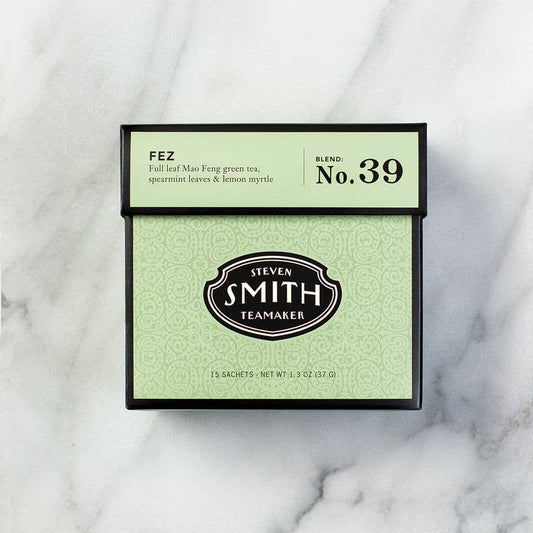 FEZ
Full leaf Mao Feng green tea,
spearmint leaves & lemon myrtle
BLEND:
No. 39
STEVEN
SMITH
TEAMAKER
15 SACHETS - NET WT 1.3 OZ (37 G)